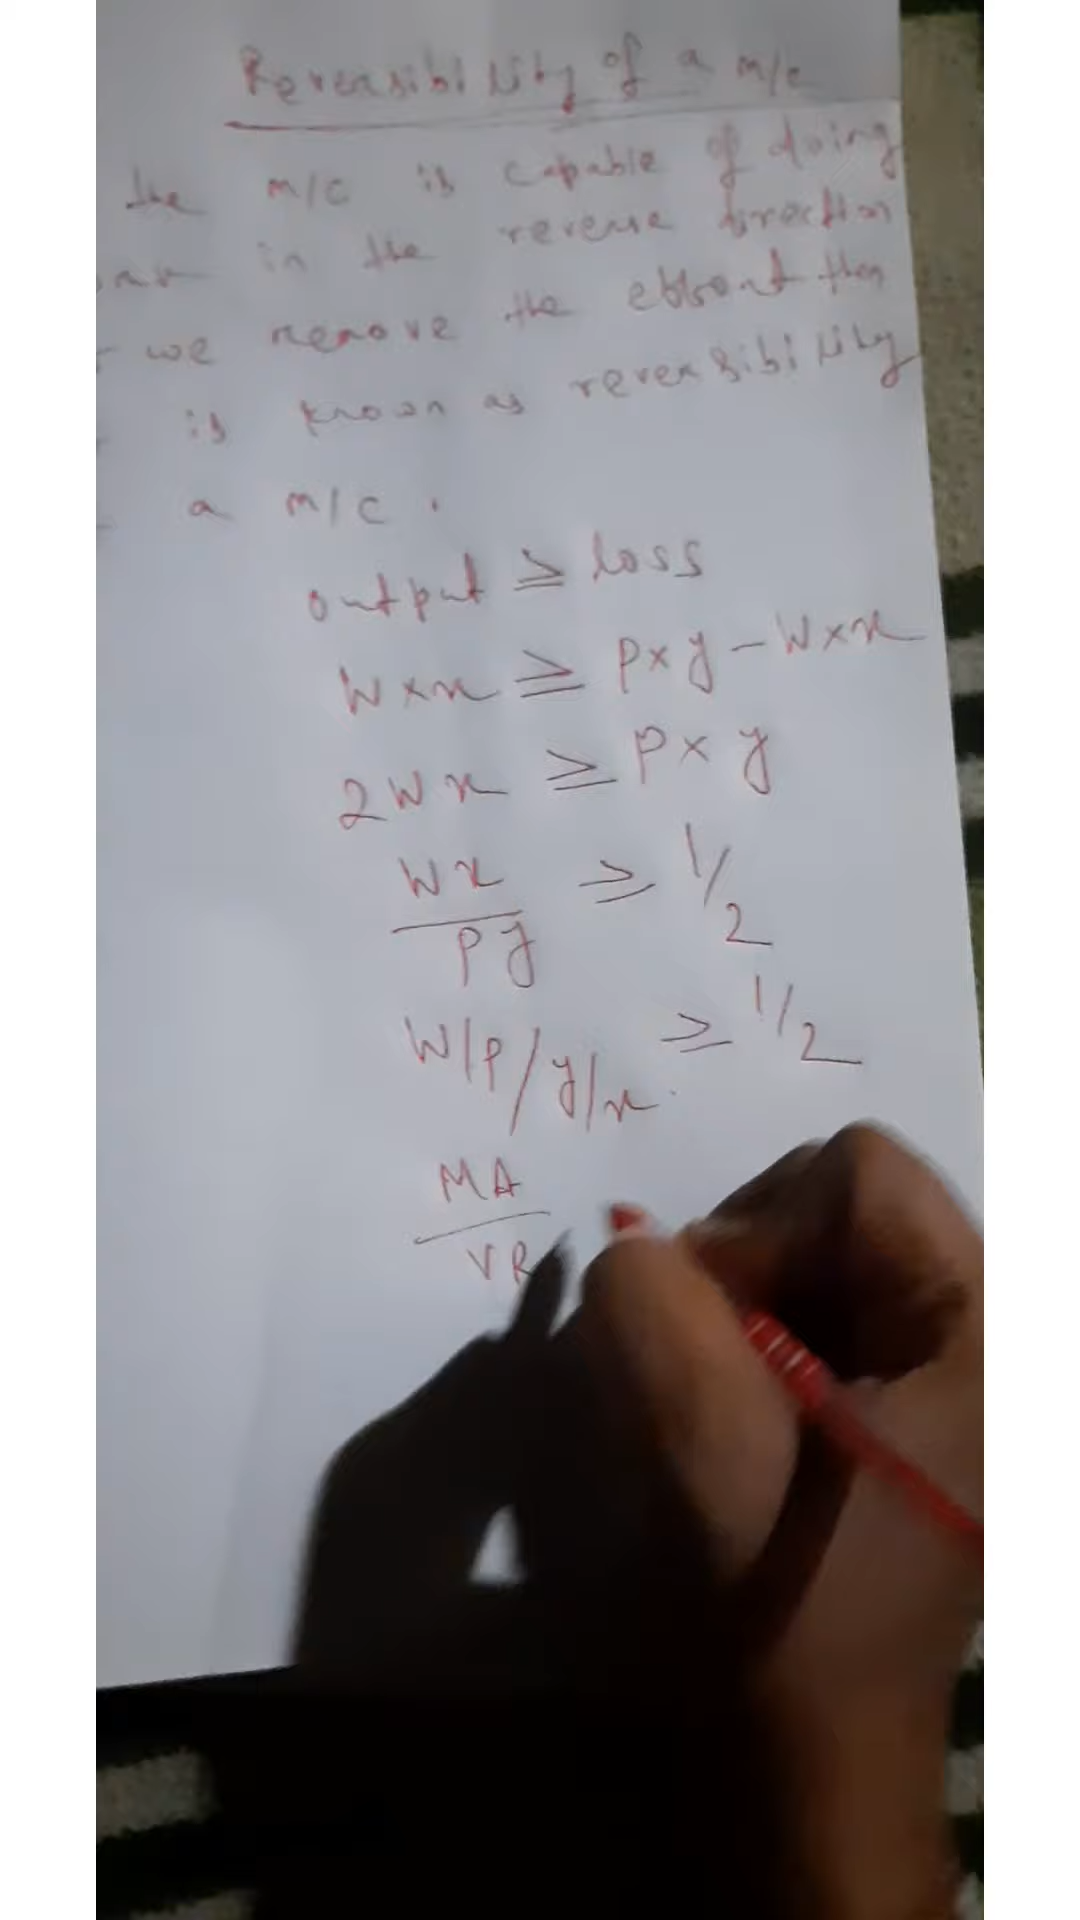 Reversibility of a m/c
the m/c is capable of doing
in the reverse direction
we remove the effort then
is known as reversibility
a m/c .
output ≥ loss
W×x ≥ P×y – W×x
2Wx ≥ P×y
Wx/Py ≥ 1/2
W/P/y/x ≥ 1/2
MA/VR